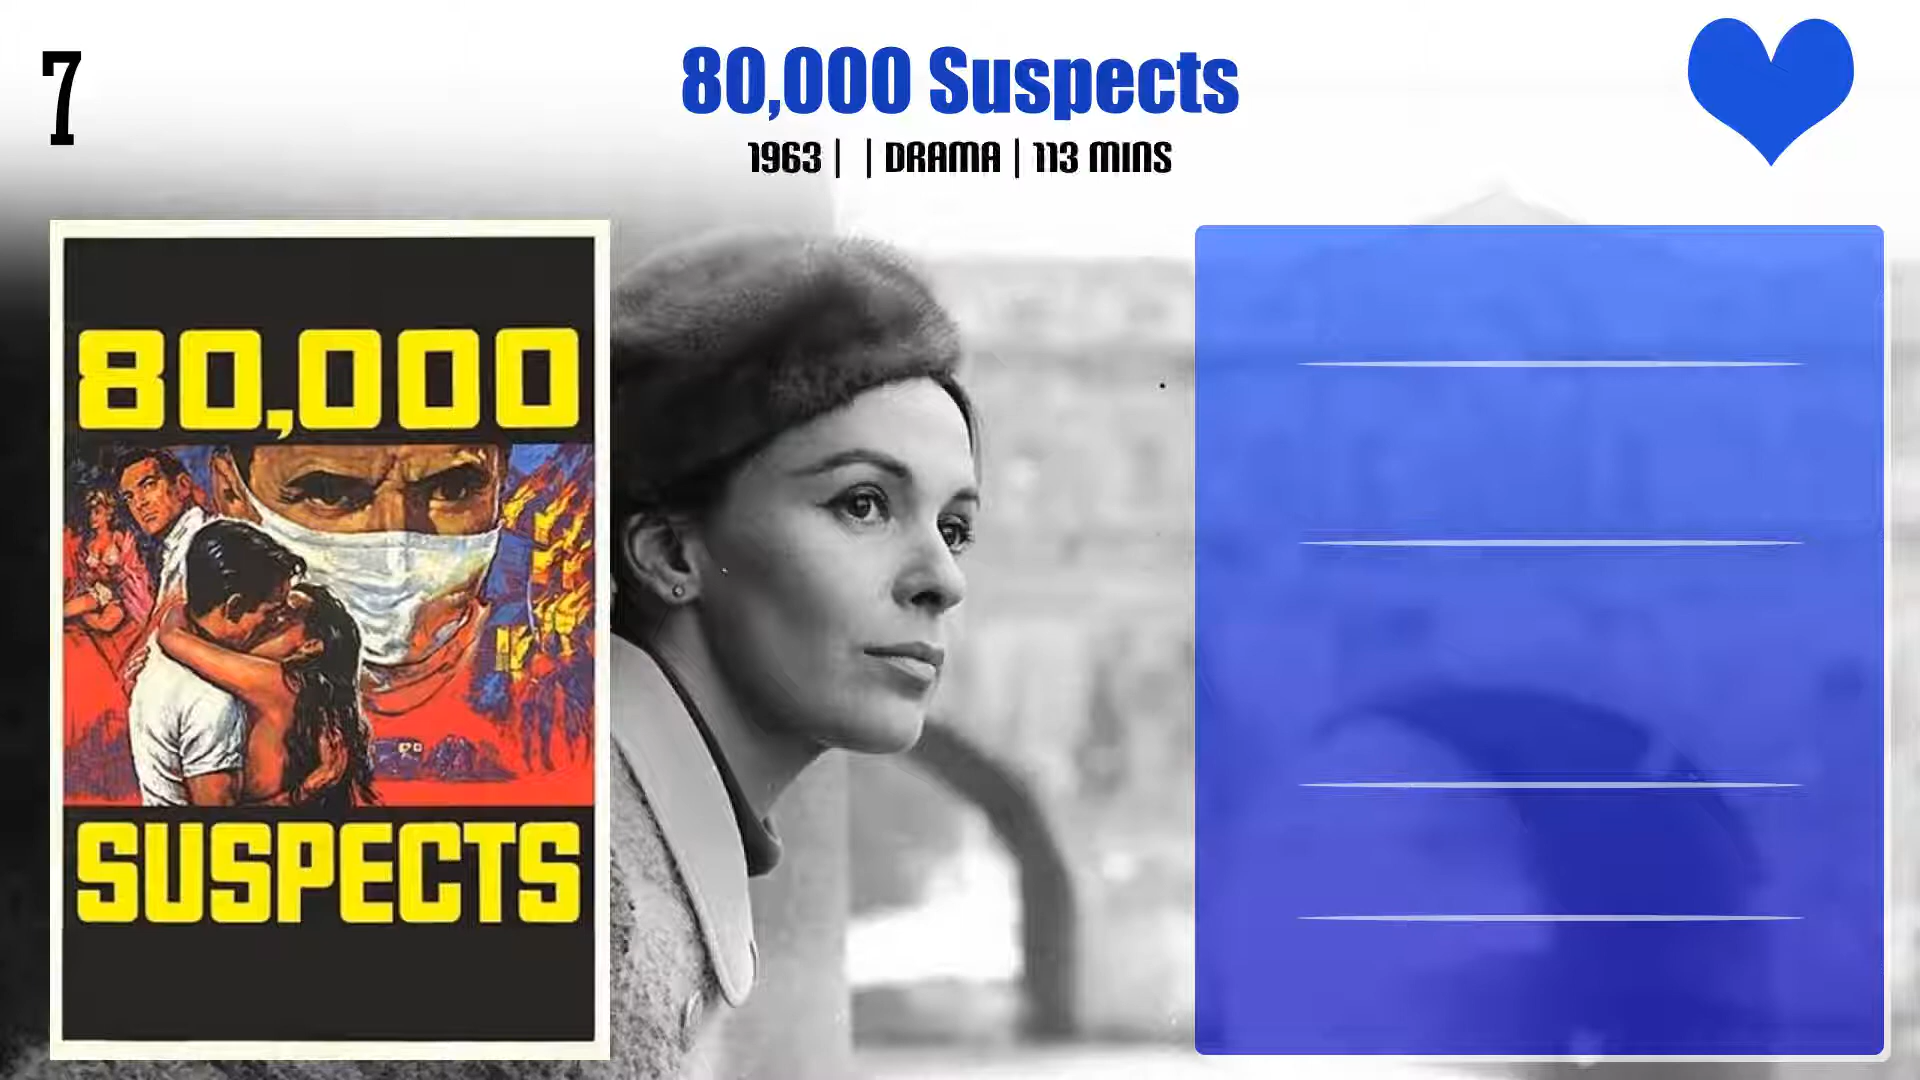 7
80,000 Suspects
1963 | | DRAMA | 113 MINS
80,000
SUSPECTS